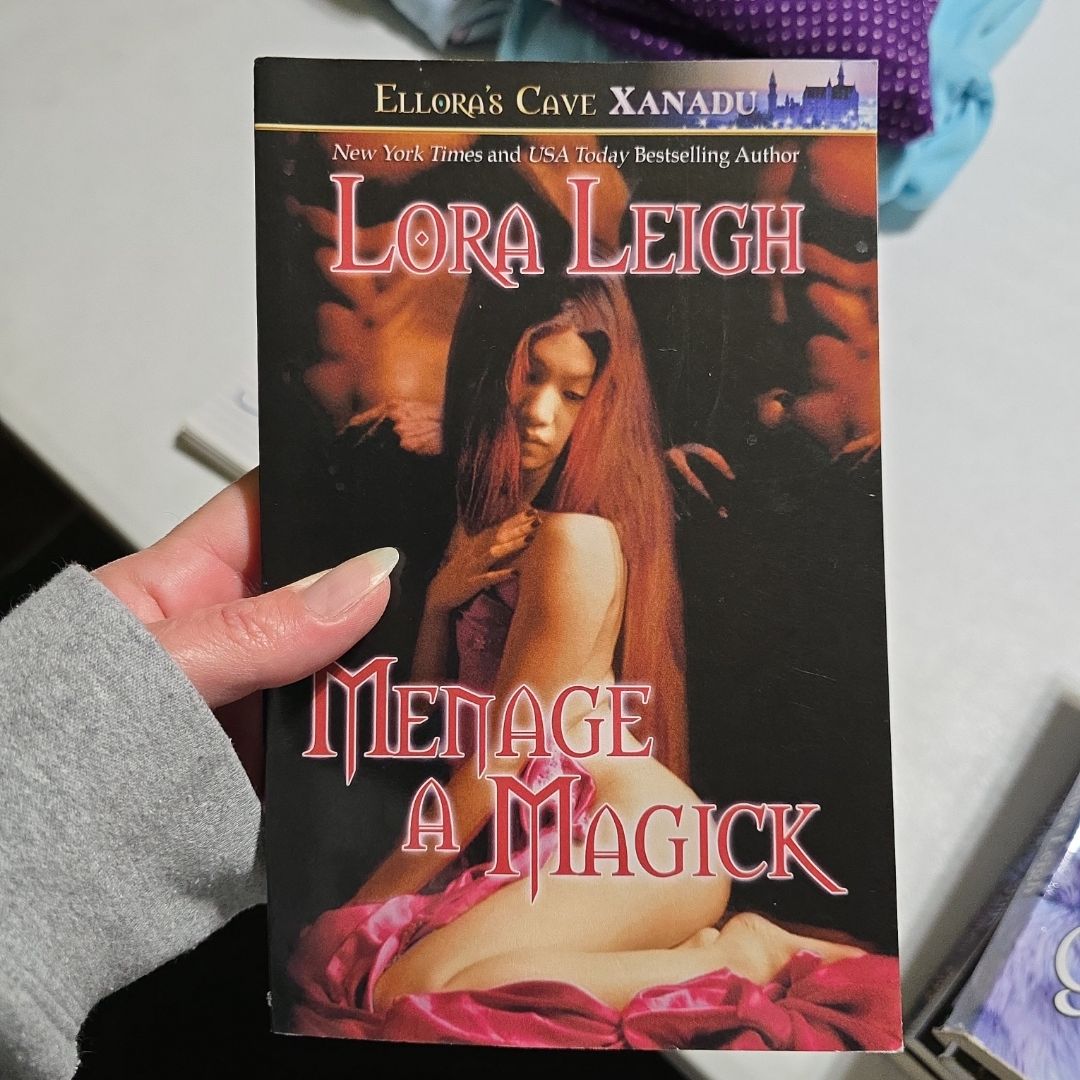 ELLORA'S CAVE XANADU
New York Times and USA Today Bestselling Author
LORA LEIGH
MENAGE
A MAGICK